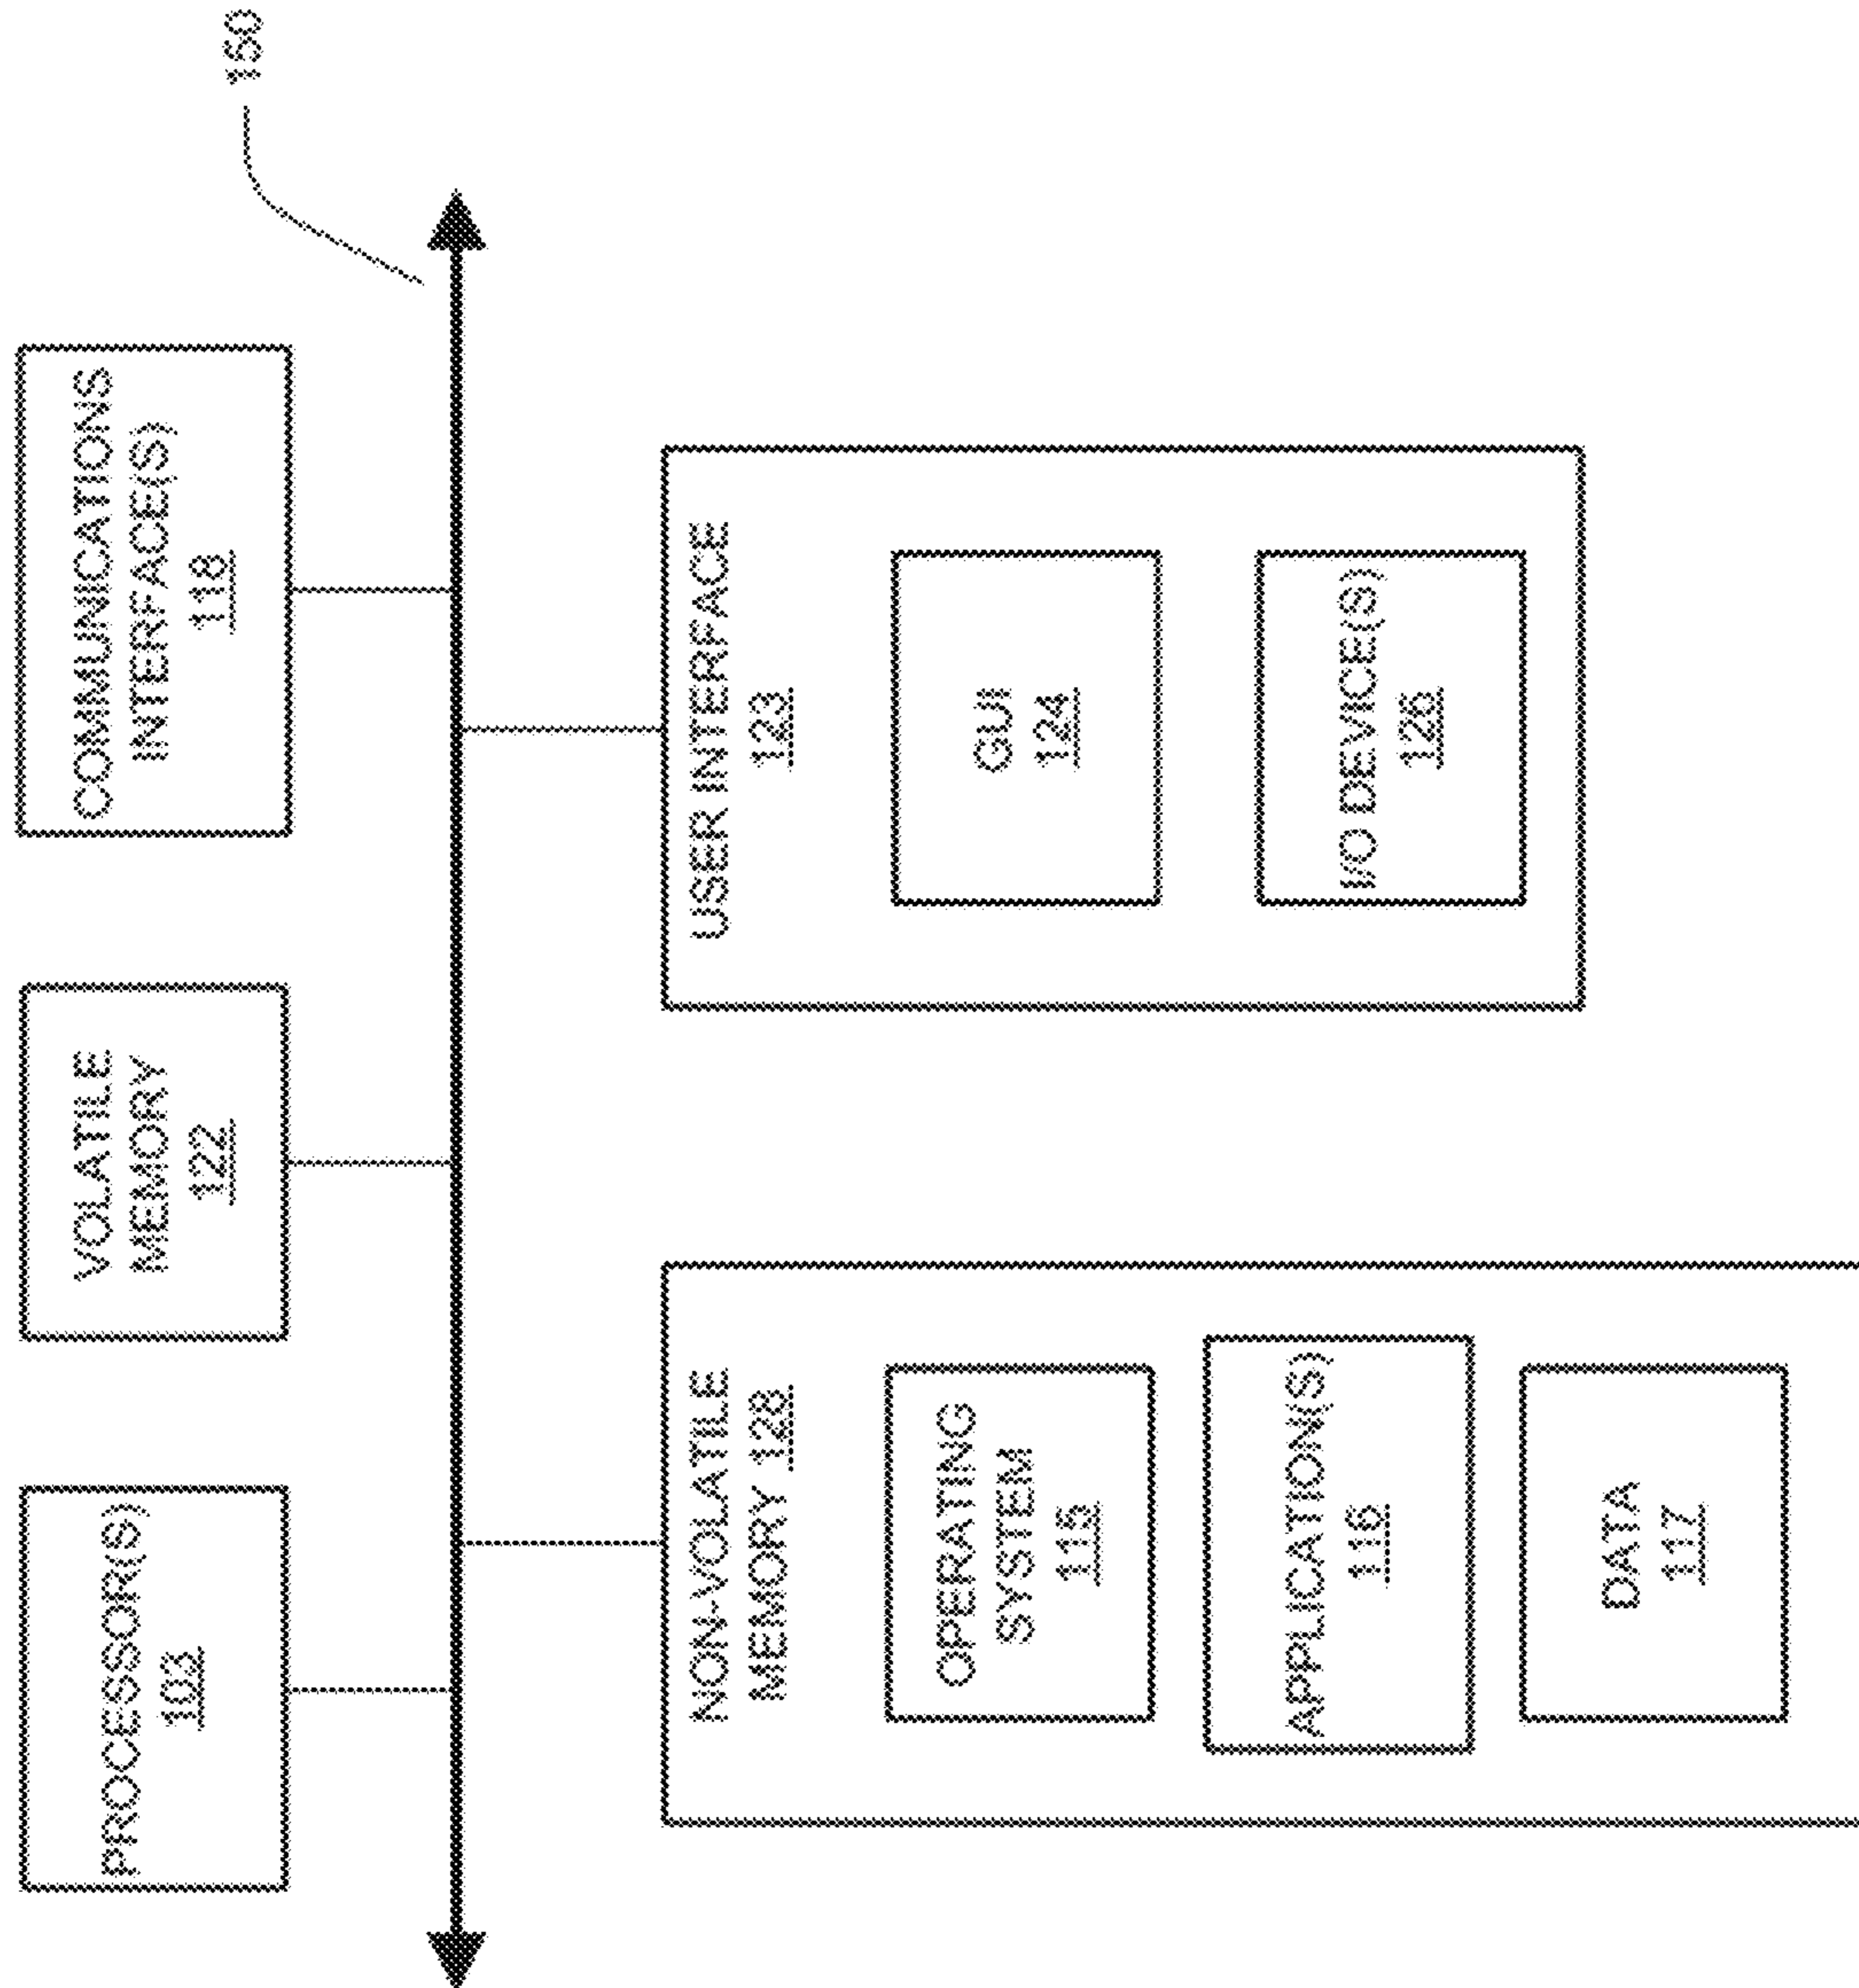 PROCESSOR(S)
103
VOLATILE
MEMORY
122
COMMUNICATIONS
INTERFACE(S)
118
150
NON-VOLATILE
MEMORY 128
OPERATING
SYSTEM
115
APPLICATION(S)
116
DATA
117
USER INTERFACE
123
GUI
124
I/O DEVICE(S)
126